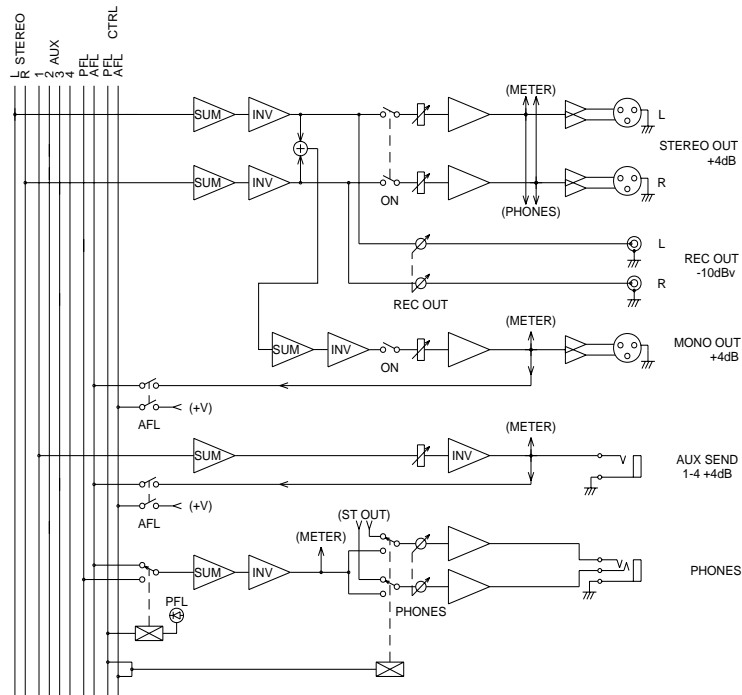 STEREO
AUX
CTRL
L
R
1
2
3
4
PFL
AFL
PFL
AFL
(METER)
SUM
INV
L
STEREO OUT
+4dB
SUM
INV
R
ON
(PHONES)
L
REC OUT
-10dBv
R
REC OUT
(METER)
SUM
INV
MONO OUT
+4dB
ON
(+V)
AFL
(METER)
SUM
INV
AUX SEND
1-4 +4dB
(+V)
AFL
(ST OUT)
(METER)
SUM
INV
PHONES
PFL
PHONES